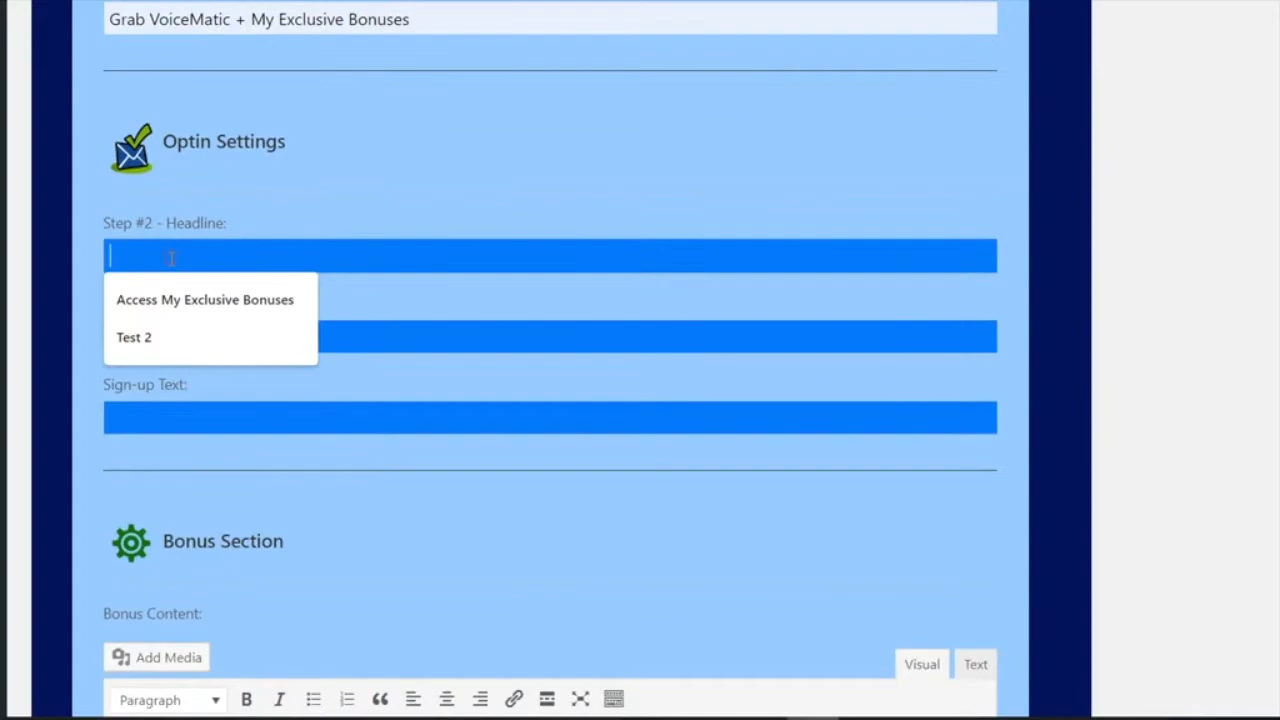 Grab VoiceMatic + My Exclusive Bonuses
Optin Settings
Step #2 - Headline:
Access My Exclusive Bonuses
Test 2
Sign-up Text:
Bonus Section
Bonus Content:
Add Media
Visual Text
Paragraph B I